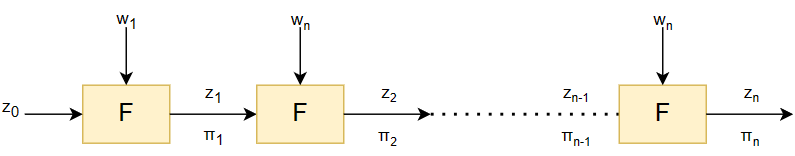 w1 wn wn
z0 F z1 F z2 zn-1 F zn
π1 π2 πn-1 πn